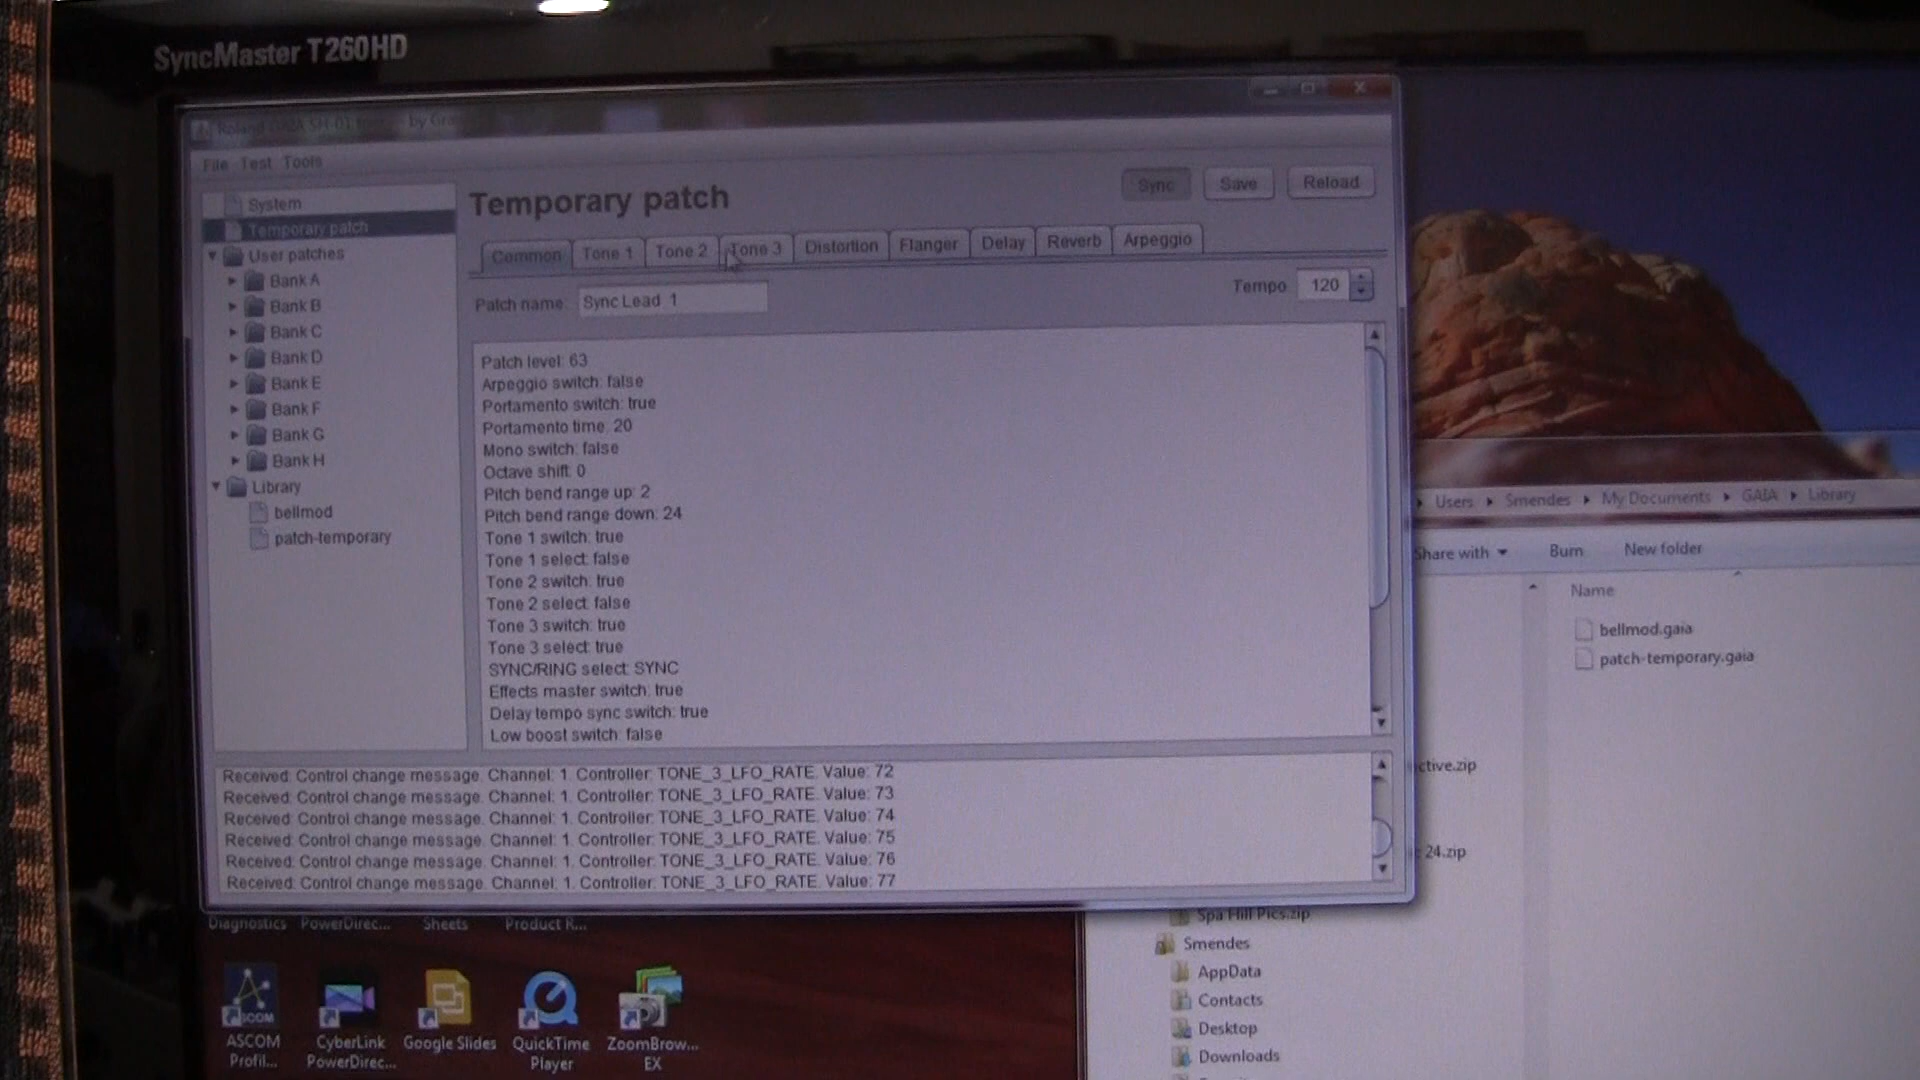 SyncMaster T260HD
Roland GAIA SH-01 by
File Test Tools
System
Temporary patch
User patches
Bank A
Bank B
Bank C
Bank D
Bank E
Bank F
Bank G
Bank H
Library
bellmod
patch-temporary
Temporary patch
Sync Save Reload
Common Tone 1 Tone 2 Tone 3 Distortion Flanger Delay Reverb Arpeggio
Patch name: Sync Lead 1
Tempo 120
Patch level: 63
Arpeggio switch: false
Portamento switch: true
Portamento time: 20
Mono switch: false
Octave shift: 0
Pitch bend range up: 2
Pitch bend range down: 24
Tone 1 switch: true
Tone 1 select: false
Tone 2 switch: true
Tone 2 select: false
Tone 3 switch: true
Tone 3 select: true
SYNC/RING select: SYNC
Effects master switch: true
Delay tempo sync switch: true
Low boost switch: false
Received: Control change message. Channel: 1. Controller: TONE_3_LFO_RATE. Value: 72
Received: Control change message. Channel: 1. Controller: TONE_3_LFO_RATE. Value: 73
Received: Control change message. Channel: 1. Controller: TONE_3_LFO_RATE. Value: 74
Received: Control change message. Channel: 1. Controller: TONE_3_LFO_RATE. Value: 75
Received: Control change message. Channel: 1. Controller: TONE_3_LFO_RATE. Value: 76
Received: Control change message. Channel: 1. Controller: TONE_3_LFO_RATE. Value: 77
Users Smendes My Documents GAIA Library
Share with Burn New folder
Name
bellmod.gaia
patch-temporary.gaia
ctive.zip
24.zip
Spa Hill Pics.zip
Smendes
AppData
Contacts
Desktop
Downloads
Diagnostics PowerDirec... Sheets Product R...
ASCOM
ASCOM Profil...
CyberLink PowerDirec...
Google Slides
QuickTime Player
ZoomBrow... EX